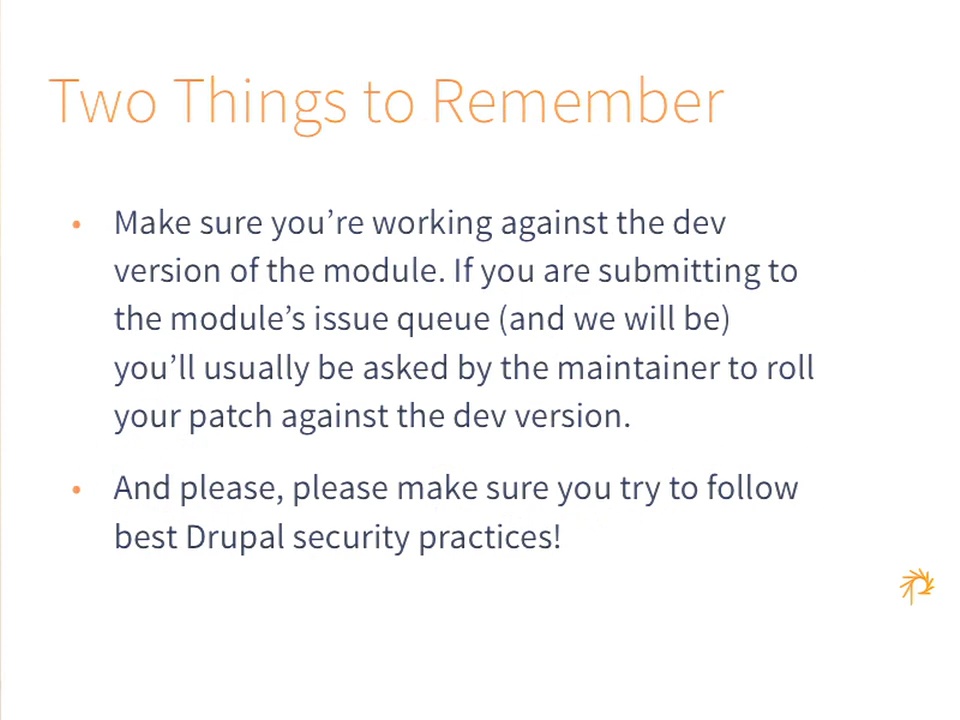 Two Things to Remember
• Make sure you’re working against the dev
version of the module. If you are submitting to
the module’s issue queue (and we will be)
you’ll usually be asked by the maintainer to roll
your patch against the dev version.
• And please, please make sure you try to follow
best Drupal security practices!